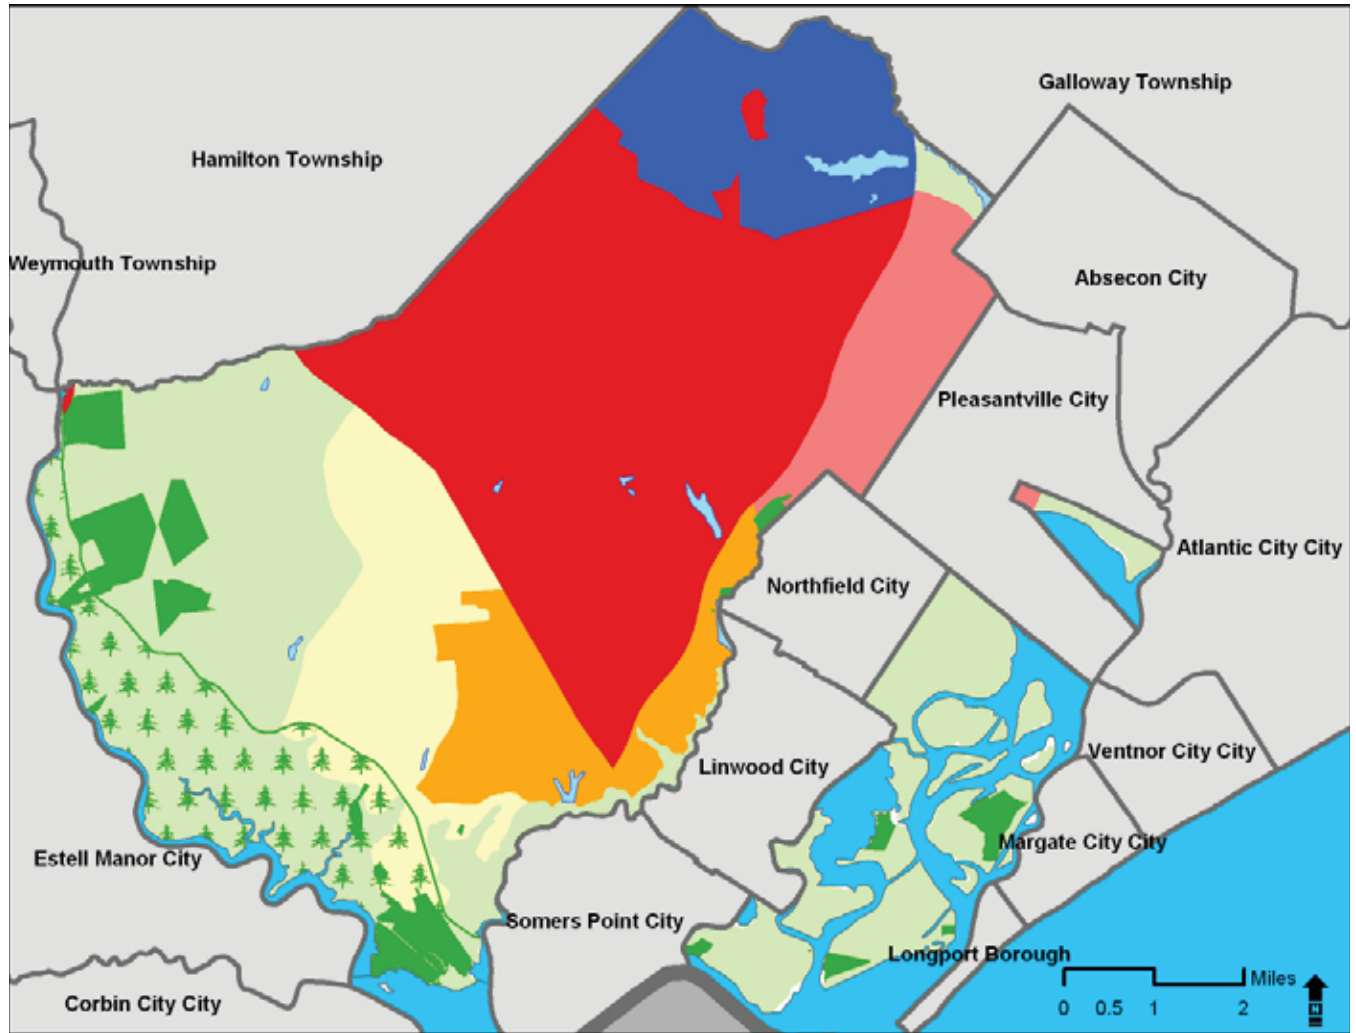 Galloway Township
Hamilton Township
Weymouth Township
Absecon City
Pleasantville City
Atlantic City City
Northfield City
Ventnor City City
Linwood City
Margate City City
Estell Manor City
Somers Point City
Longport Borough
Miles
Corbin City City
0 0.5 1 2
N